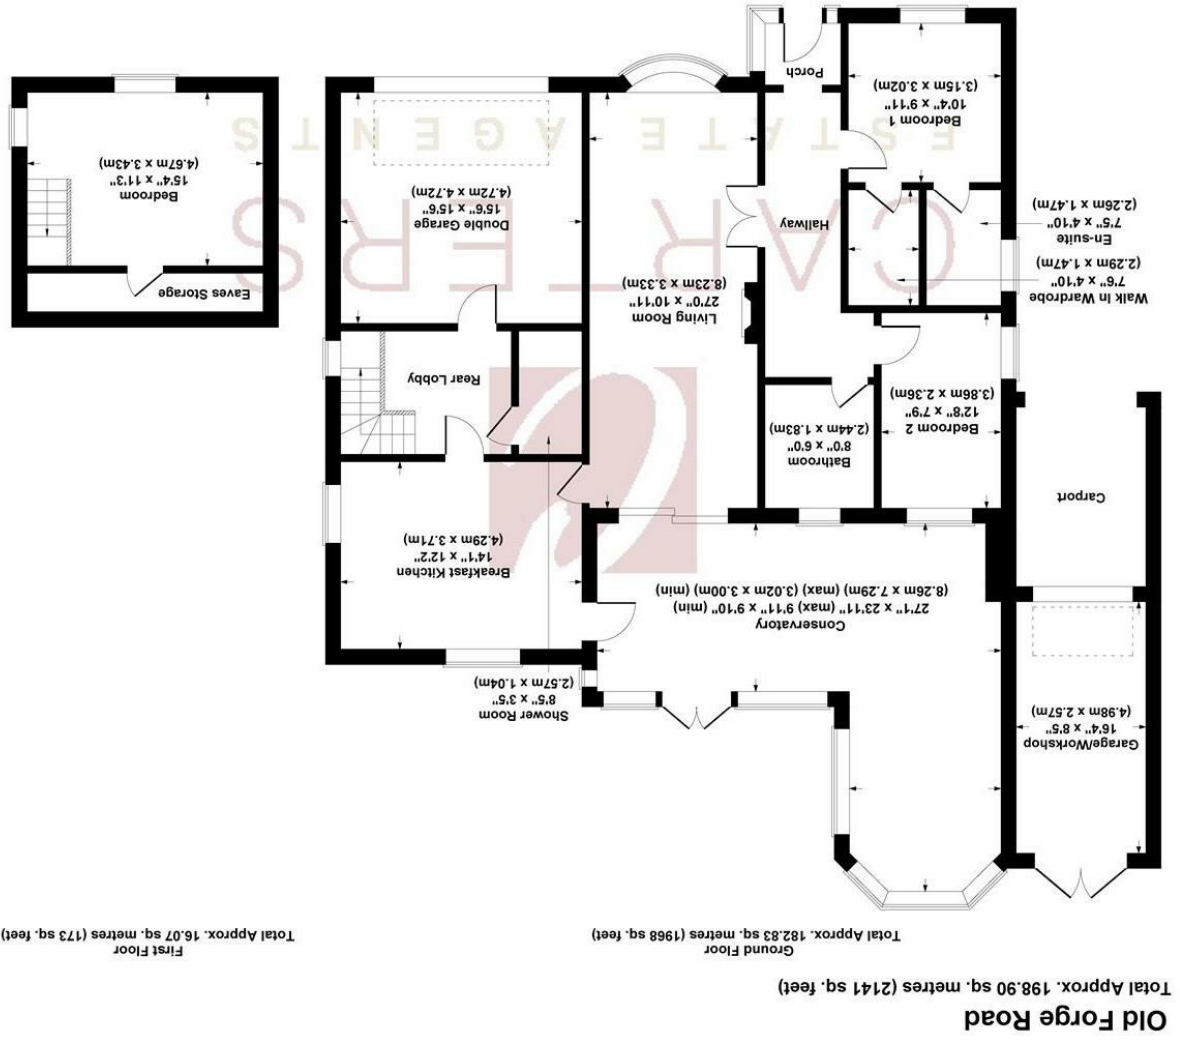 Old Forge Road
Total Approx. 198.90 sq. metres (2141 sq. feet)
Ground Floor
Total Approx. 182.83 sq. metres (1968 sq. feet)
First Floor
Total Approx. 16.07 sq. metres (173 sq. feet)
Garage/Workshop
16'4" x 8'5"
(4.98m x 2.57m)
Shower Room
8'5" x 3'5"
(2.57m x 1.04m)
Conservatory
27'1" x 23'11" (max) 9'11" x 9'10" (min)
(8.26m x 7.29m) (max) (3.02m x 3.00m) (min)
Breakfast Kitchen
14'1" x 12'2"
(4.29m x 3.71m)
Carport
Bathroom
8'0" x 6'0"
(2.44m x 1.83m)
Bedroom 2
12'8" x 7'9"
(3.86m x 2.36m)
Rear Lobby
Living Room
27'0" x 10'11"
(8.23m x 3.33m)
Walk In Wardrobe
7'6" x 4'10"
(2.29m x 1.47m)
En-suite
7'5" x 4'10"
(2.26m x 1.47m)
Hallway
Double Garage
15'6" x 15'6"
(4.72m x 4.72m)
Eaves Storage
Bedroom
15'4" x 11'3"
(4.67m x 3.43m)
Bedroom 1
10'4" x 9'11"
(3.15m x 3.02m)
Porch
CARTERS
ESTATE AGENTS